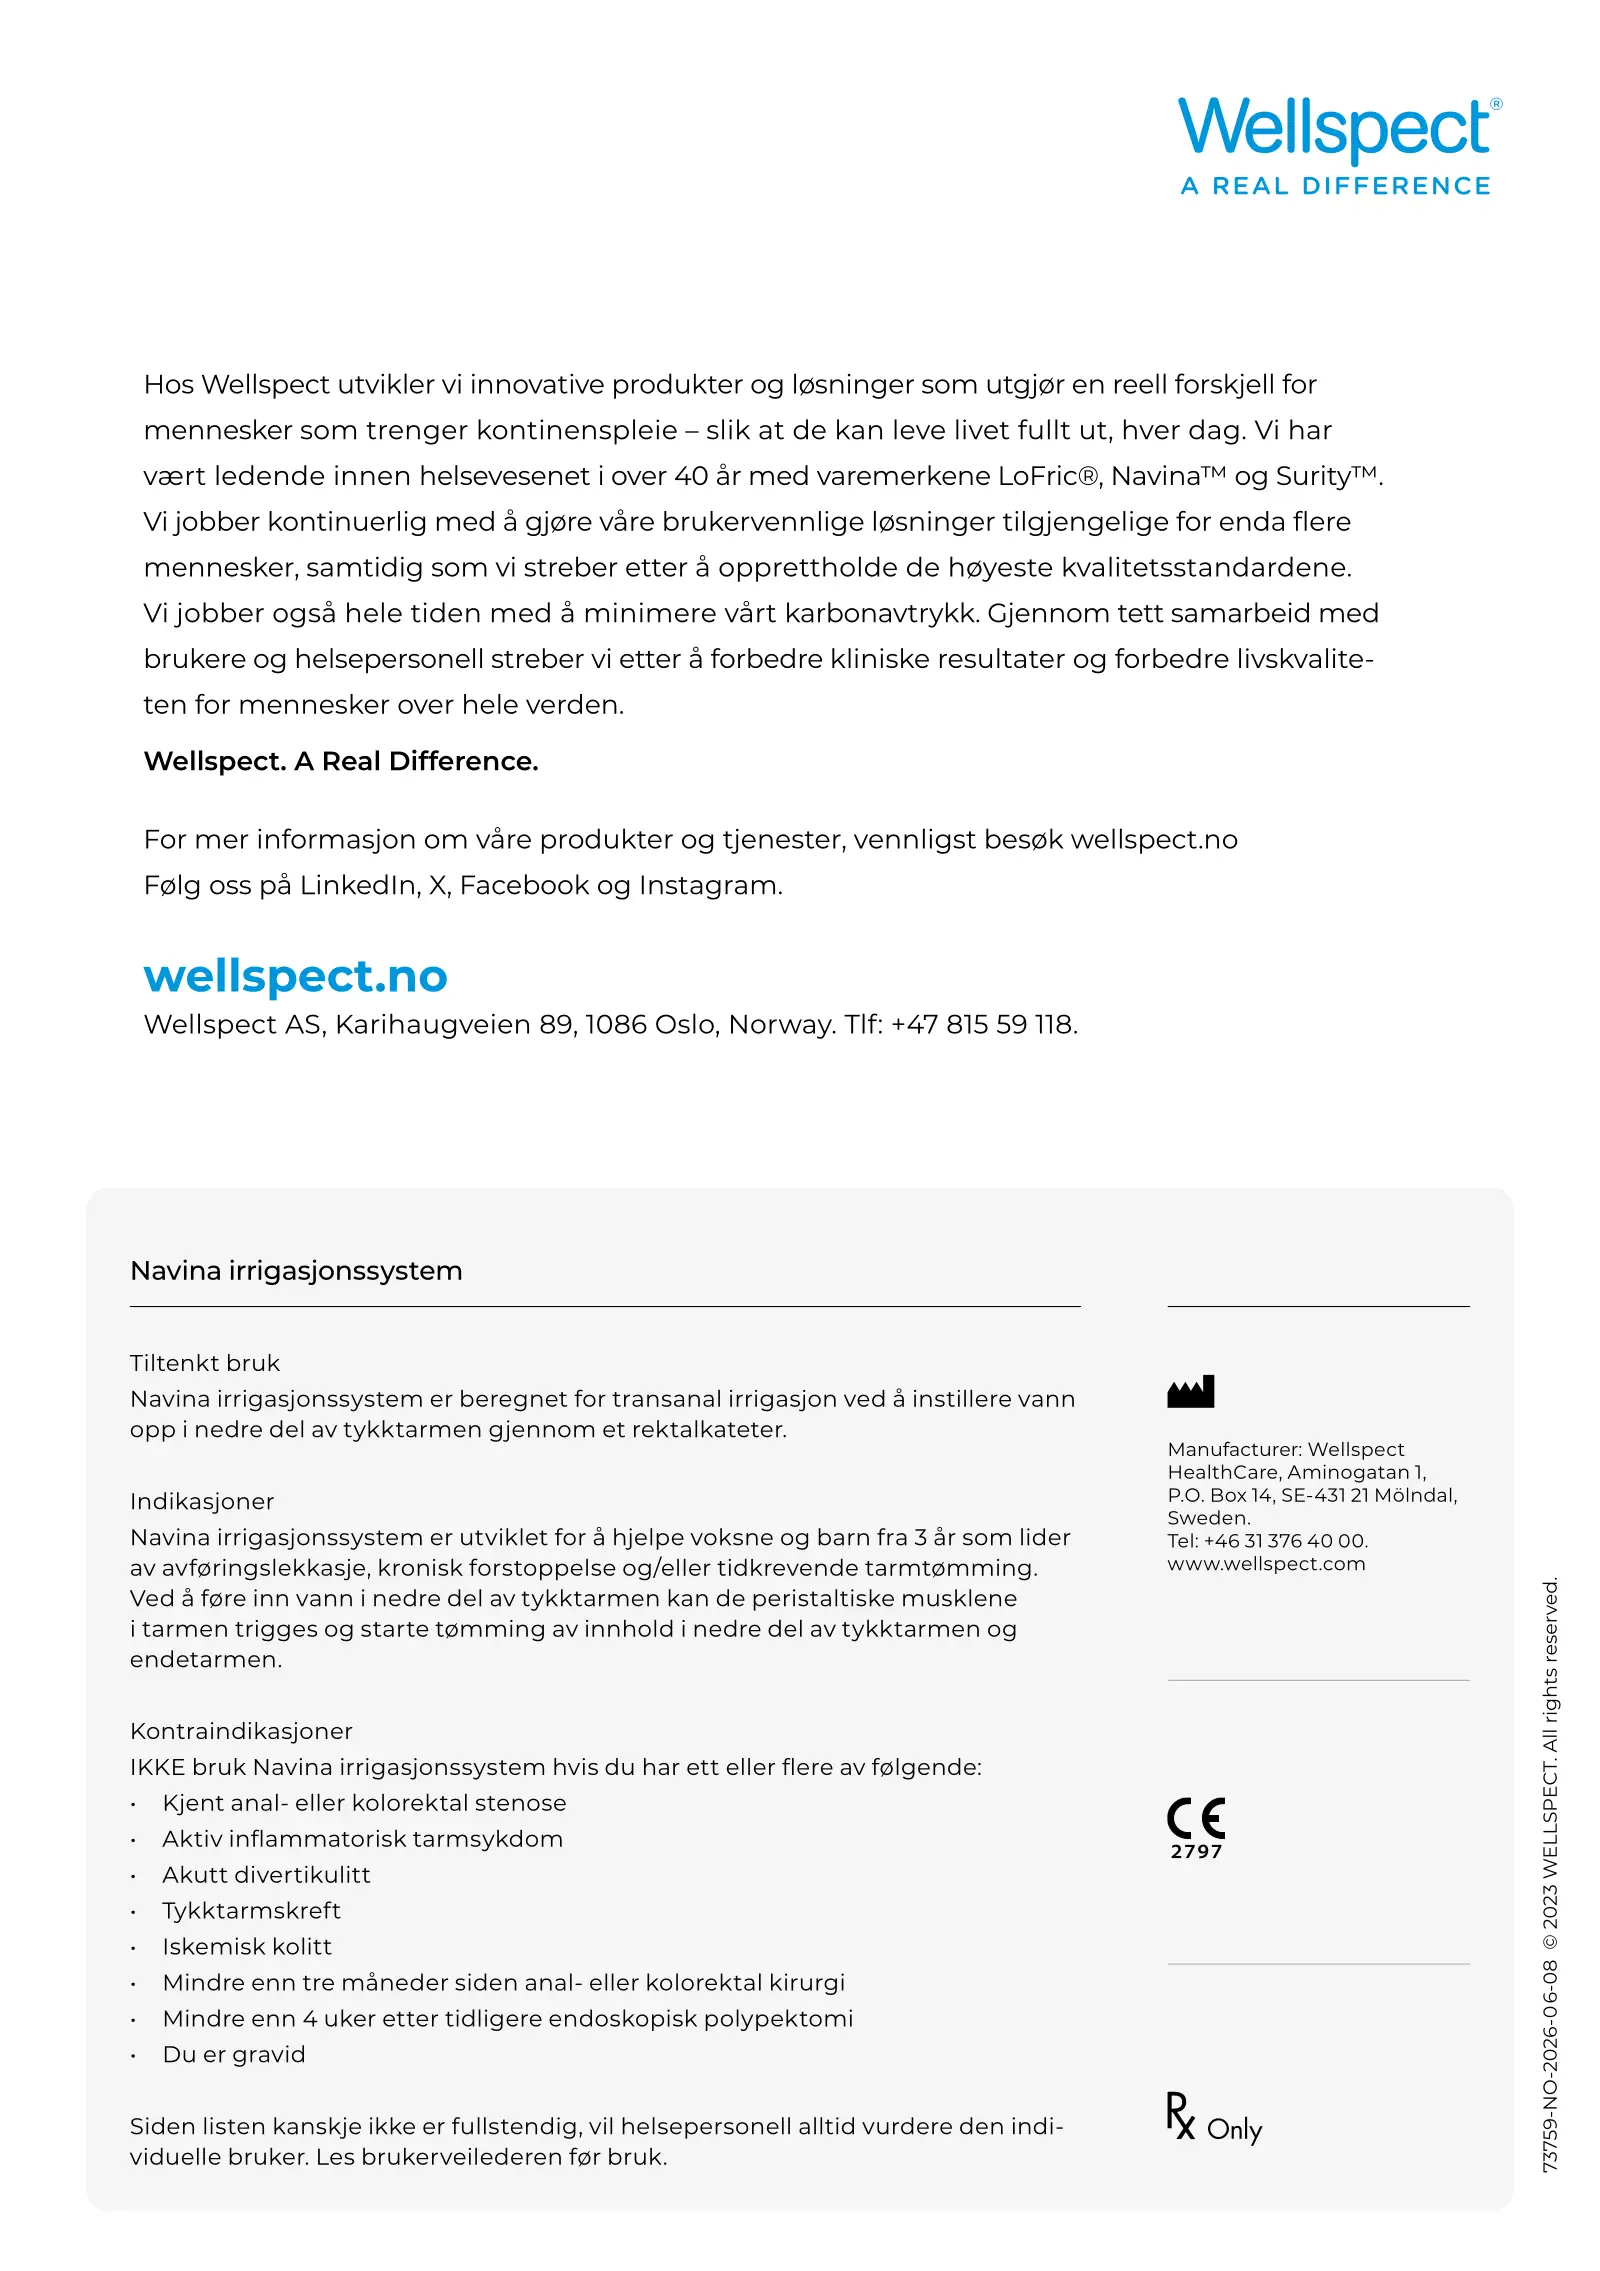 Wellspect®
A REAL DIFFERENCE
Hos Wellspect utvikler vi innovative produkter og løsninger som utgjør en reell forskjell for
mennesker som trenger kontinenspleie – slik at de kan leve livet fullt ut, hver dag. Vi har
vært ledende innen helsevesenet i over 40 år med varemerkene LoFric®, Navina™ og Surity™.
Vi jobber kontinuerlig med å gjøre våre brukervennlige løsninger tilgjengelige for enda flere
mennesker, samtidig som vi streber etter å opprettholde de høyeste kvalitetsstandardene.
Vi jobber også hele tiden med å minimere vårt karbonavtrykk. Gjennom tett samarbeid med
brukere og helsepersonell streber vi etter å forbedre kliniske resultater og forbedre livskvalite-
ten for mennesker over hele verden.
Wellspect. A Real Difference.
For mer informasjon om våre produkter og tjenester, vennligst besøk wellspect.no
Følg oss på LinkedIn, X, Facebook og Instagram.
wellspect.no
Wellspect AS, Karihaugveien 89, 1086 Oslo, Norway. Tlf: +47 815 59 118.
Navina irrigasjonssystem
Tiltenkt bruk
Navina irrigasjonssystem er beregnet for transanal irrigasjon ved å instillere vann
opp i nedre del av tykktarmen gjennom et rektalkateter.
Indikasjoner
Navina irrigasjonssystem er utviklet for å hjelpe voksne og barn fra 3 år som lider
av avføringslekkasje, kronisk forstoppelse og/eller tidkrevende tarmtømming.
Ved å føre inn vann i nedre del av tykktarmen kan de peristaltiske musklene
i tarmen trigges og starte tømming av innhold i nedre del av tykktarmen og
endetarmen.
Kontraindikasjoner
IKKE bruk Navina irrigasjonssystem hvis du har ett eller flere av følgende:
• Kjent anal- eller kolorektal stenose
• Aktiv inflammatorisk tarmsykdom
• Akutt divertikulitt
• Tykktarmskreft
• Iskemisk kolitt
• Mindre enn tre måneder siden anal- eller kolorektal kirurgi
• Mindre enn 4 uker etter tidligere endoskopisk polypektomi
• Du er gravid
Siden listen kanskje ikke er fullstendig, vil helsepersonell alltid vurdere den indi-
viduelle bruker. Les brukerveilederen før bruk.
Manufacturer: Wellspect
HealthCare, Aminogatan 1,
P.O. Box 14, SE-431 21 Mölndal,
Sweden.
Tel: +46 31 376 40 00.
www.wellspect.com
CE
2797
Rx Only
73759-NO-2026-06-08 © 2023 WELLSPECT. All rights reserved.